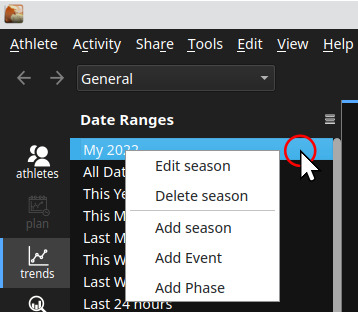 Athlete Activity Share Tools Edit View Help
General
Date Ranges
My 2022
Edit season
Delete season
Add season
Add Event
Add Phase
All Dat
This Ye
This M
Last M
This W
Last W
Last 24 hours
athletes
plan
trends